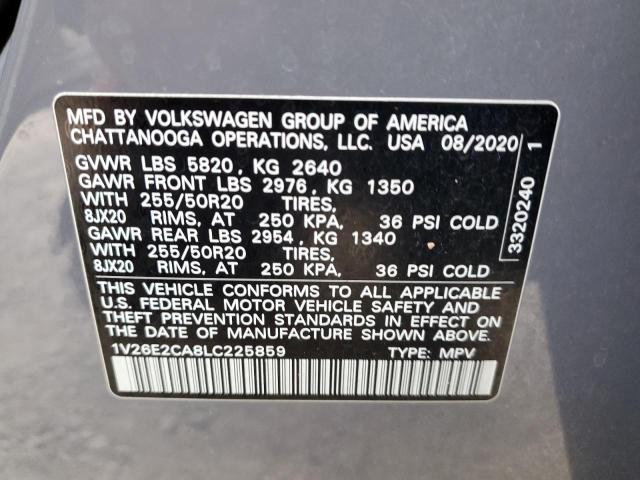 MFD BY VOLKSWAGEN GROUP OF AMERICA
CHATTANOOGA OPERATIONS, LLC. USA 08/2020
GVWR LBS 5820, KG 2640
GAWR FRONT LBS 2976, KG 1350
WITH 255/50R20 TIRES,
8JX20 RIMS, AT 250 KPA, 36 PSI COLD
GAWR REAR LBS 2954, KG 1340
WITH 255/50R20 TIRES,
8JX20 RIMS, AT 250 KPA, 36 PSI COLD
THIS VEHICLE CONFORMS TO ALL APPLICABLE
U.S. FEDERAL MOTOR VEHICLE SAFETY AND
THEFT PREVENTION STANDARDS IN EFFECT ON
THE DATE OF MANUFACTURE SHOWN ABOVE.
1V26E2CA8LC225859 TYPE: MPV
3320240 1